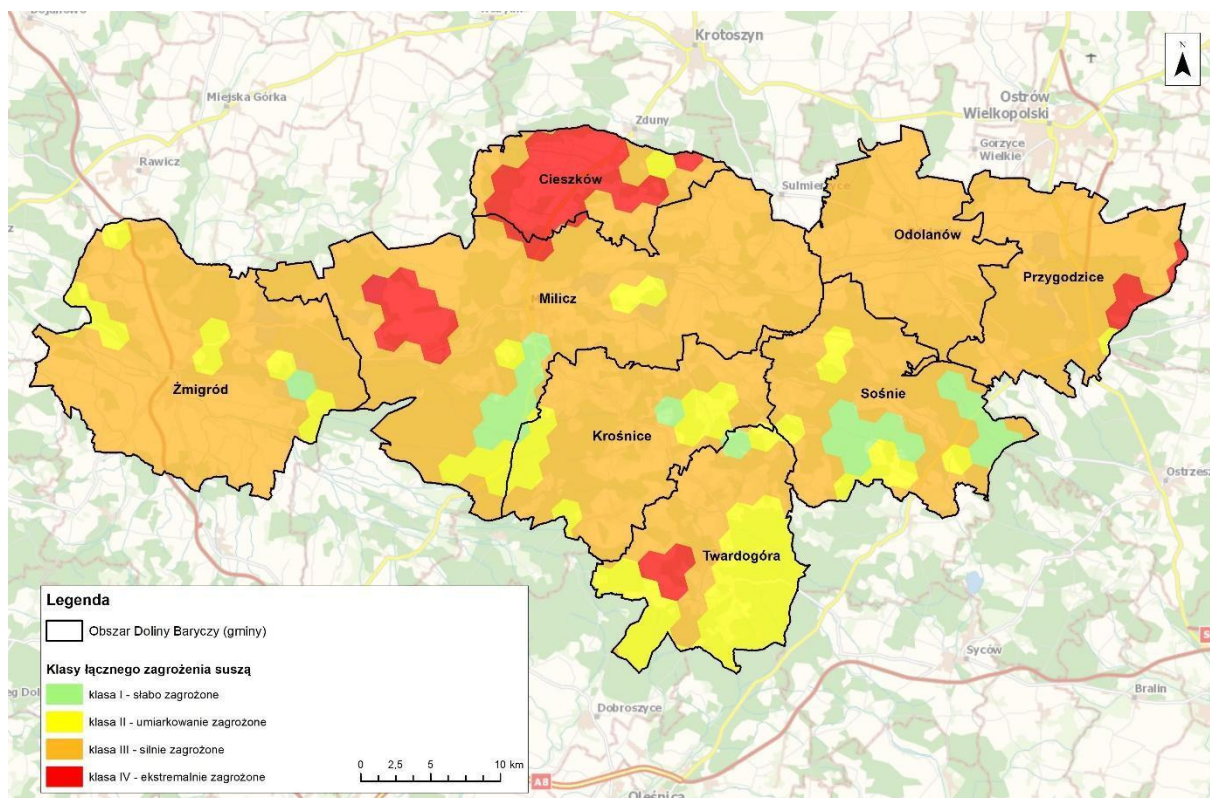 Krotoszyn
N
Miejska Górka
Ostrów
Wielkopolski
Zduny
Gorzyce
Wielkie
Rawicz
Cieszków
Sulmierzyce
Odolanów
Przygodzice
Milicz
Żmigród
Sośnie
Krośnice
Ostrzesz
Twardogóra
Legenda
Obszar Doliny Baryczy (gminy)
Klasy łącznego zagrożenia suszą
klasa I - słabo zagrożone
klasa II - umiarkowanie zagrożone
klasa III - silnie zagrożone
klasa IV - ekstremalnie zagrożone
0 2,5 5 10 km
Syców
Bralin
Dobroszyce
A8
Oleśnica